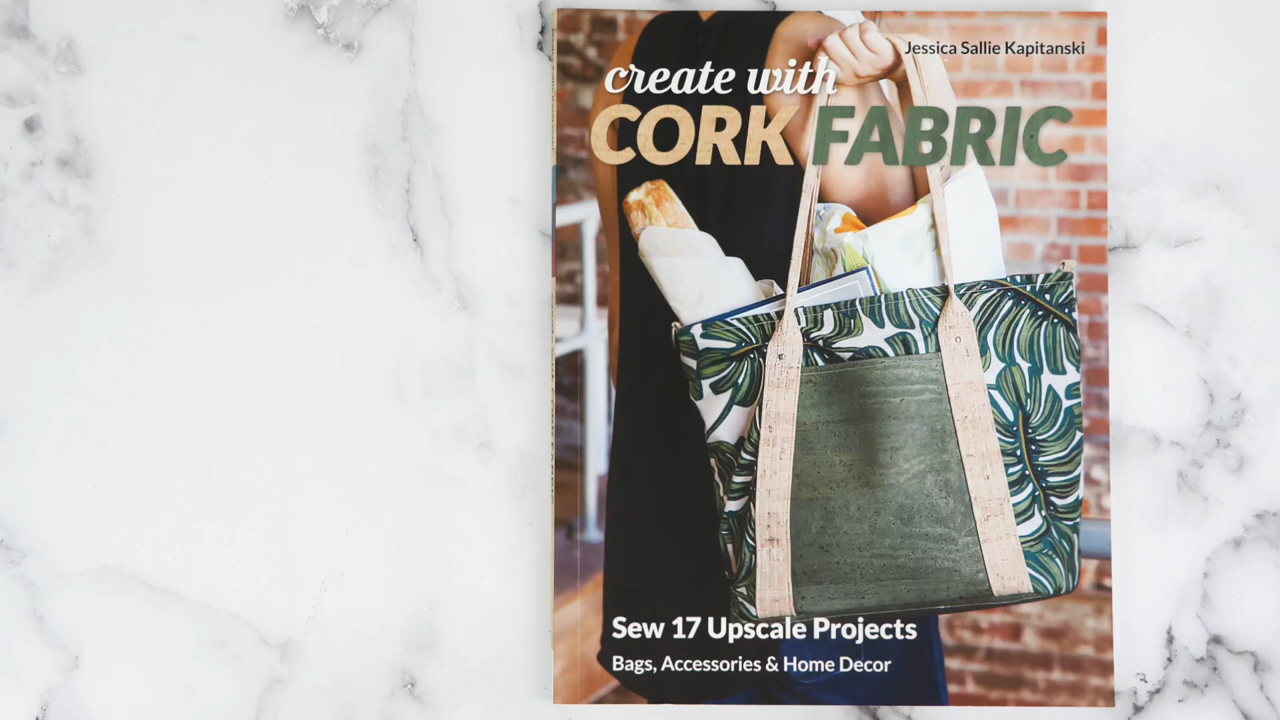 Jessica Sallie Kapitanski
create with
CORK FABRIC
Sew 17 Upscale Projects
Bags, Accessories & Home Decor